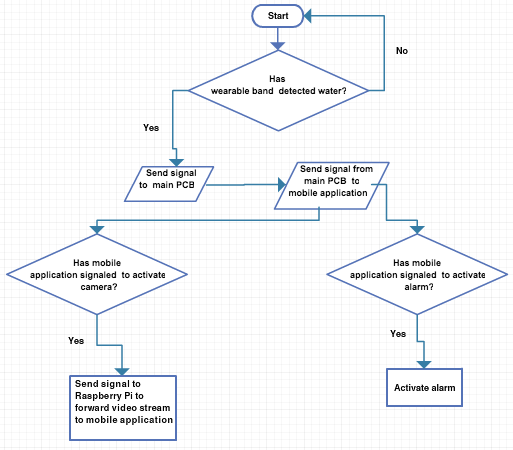 Start
No
Has
wearable band detected water?
Yes
Send signal
to main PCB
Send signal from
main PCB to
mobile application
Has mobile
application signaled to activate
camera?
Has mobile
application signaled to activate
alarm?
Yes
Yes
Send signal to
Raspberry Pi to
forward video stream
to mobile application
Activate alarm